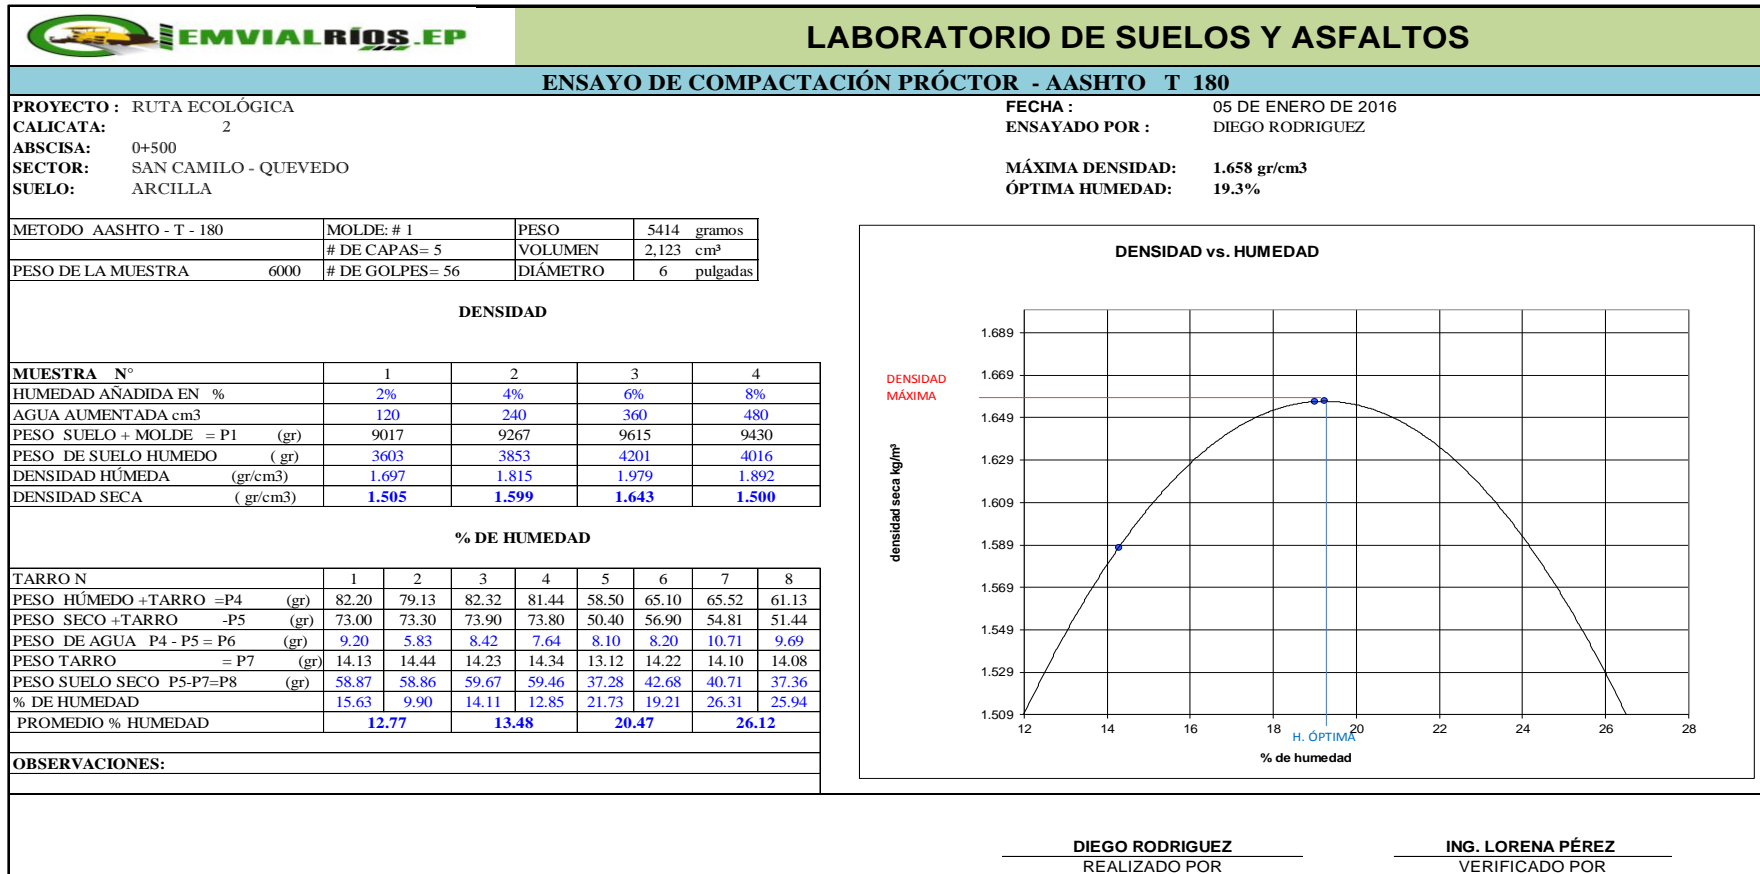 EMVIALRÍOS.EP
LABORATORIO DE SUELOS Y ASFALTOS
ENSAYO DE COMPACTACIÓN PRÓCTOR - AASHTO T 180
PROYECTO : RUTA ECOLÓGICA
FECHA : 05 DE ENERO DE 2016
CALICATA: 2
ENSAYADO POR : DIEGO RODRIGUEZ
ABSCISA: 0+500
SECTOR: SAN CAMILO - QUEVEDO
MÁXIMA DENSIDAD: 1.658 gr/cm3
SUELO: ARCILLA
ÓPTIMA HUMEDAD: 19.3%
METODO AASHTO - T - 180 MOLDE: # 1 PESO 5414 gramos
# DE CAPAS= 5 VOLUMEN 2,123 cm³
PESO DE LA MUESTRA 6000 # DE GOLPES= 56 DIÁMETRO 6 pulgadas
DENSIDAD
MUESTRA N° 1 2 3 4
HUMEDAD AÑADIDA EN % 2% 4% 6% 8%
AGUA AUMENTADA cm3 120 240 360 480
PESO SUELO + MOLDE = P1 (gr) 9017 9267 9615 9430
PESO DE SUELO HUMEDO ( gr) 3603 3853 4201 4016
DENSIDAD HÚMEDA (gr/cm3) 1.697 1.815 1.979 1.892
DENSIDAD SECA ( gr/cm3) 1.505 1.599 1.643 1.500
% DE HUMEDAD
TARRO N 1 2 3 4 5 6 7 8
PESO HÚMEDO +TARRO =P4 (gr) 82.20 79.13 82.32 81.44 58.50 65.10 65.52 61.13
PESO SECO +TARRO -P5 (gr) 73.00 73.30 73.90 73.80 50.40 56.90 54.81 51.44
PESO DE AGUA P4 - P5 = P6 (gr) 9.20 5.83 8.42 7.64 8.10 8.20 10.71 9.69
PESO TARRO = P7 (gr) 14.13 14.44 14.23 14.34 13.12 14.22 14.10 14.08
PESO SUELO SECO P5-P7=P8 (gr) 58.87 58.86 59.67 59.46 37.28 42.68 40.71 37.36
% DE HUMEDAD 15.63 9.90 14.11 12.85 21.73 19.21 26.31 25.94
PROMEDIO % HUMEDAD 12.77 13.48 20.47 26.12
OBSERVACIONES:
DENSIDAD vs. HUMEDAD
DENSIDAD
MÁXIMA
densidad seca kg/m³
1.689
1.669
1.649
1.629
1.609
1.589
1.569
1.549
1.529
1.509
12 14 16 18 20 22 24 26 28
H. ÓPTIMA
% de humedad
DIEGO RODRIGUEZ
REALIZADO POR
ING. LORENA PÉREZ
VERIFICADO POR